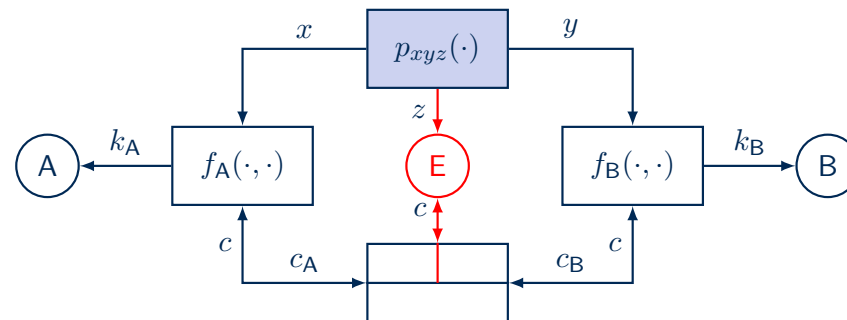 x
p_{xyz}(·)
y
z
k_A
k_B
A
f_A(·,·)
E
f_B(·,·)
B
c
c
c
c_A
c_B